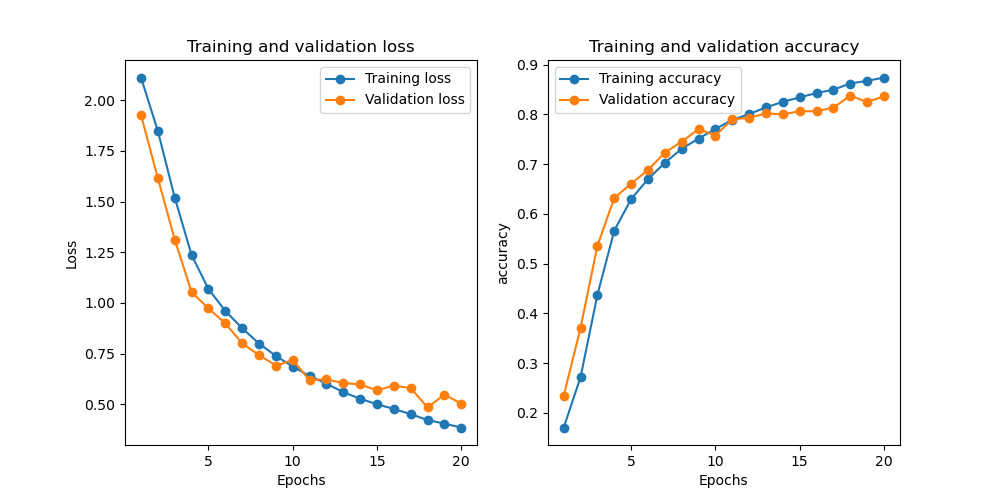 Training and validation loss
Training loss
Validation loss
2.00
1.75
1.50
1.25
1.00
0.75
0.50
Loss
5
10
15
20
Epochs
Training and validation accuracy
Training accuracy
Validation accuracy
0.9
0.8
0.7
0.6
0.5
0.4
0.3
0.2
accuracy
5
10
15
20
Epochs